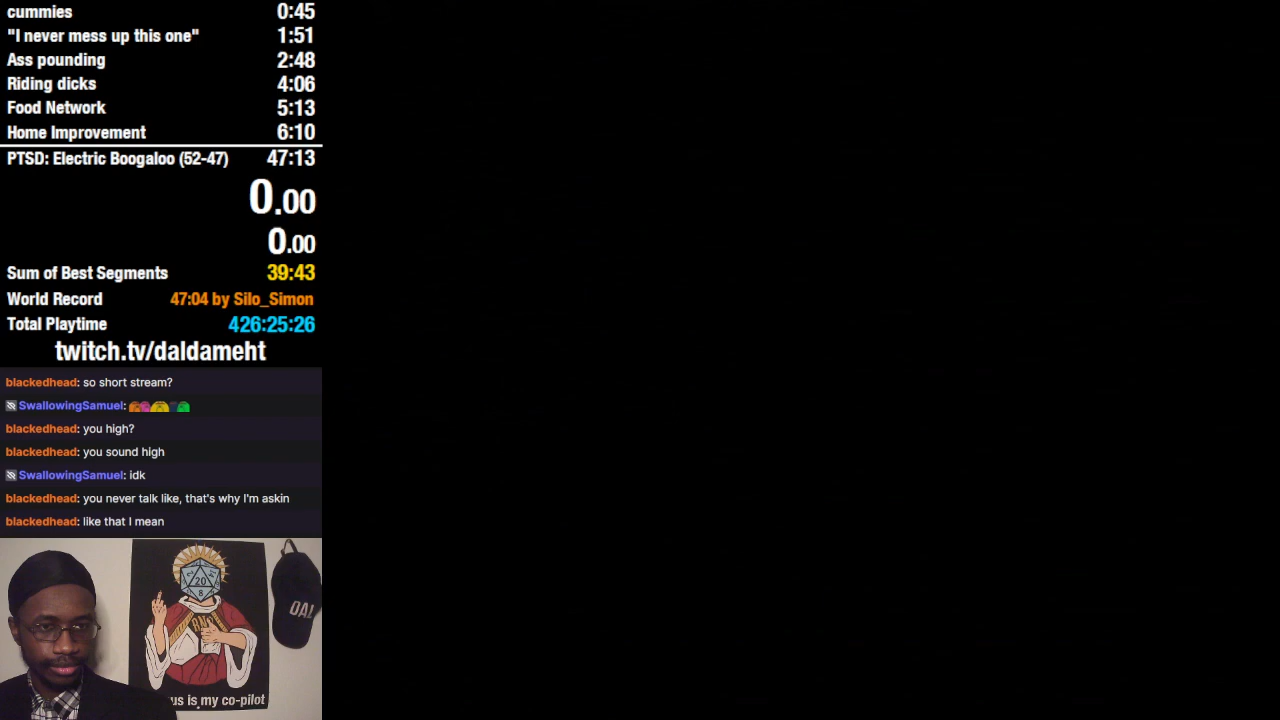 cummies 0:45
"I never mess up this one" 1:51
Ass pounding 2:48
Riding dicks 4:06
Food Network 5:13
Home Improvement 6:10
PTSD: Electric Boogaloo (52-47) 47:13
0.00
0.00
Sum of Best Segments 39:43
World Record 47:04 by Silo_Simon
Total Playtime 426:25:26
twitch.tv/daldameht
blackedhead: so short stream?
SwallowingSamuel:
blackedhead: you high?
blackedhead: you sound high
SwallowingSamuel: idk
blackedhead: you never talk like, that's why I'm askin
blackedhead: like that I mean
20
8
DAL
us is my co-pilot